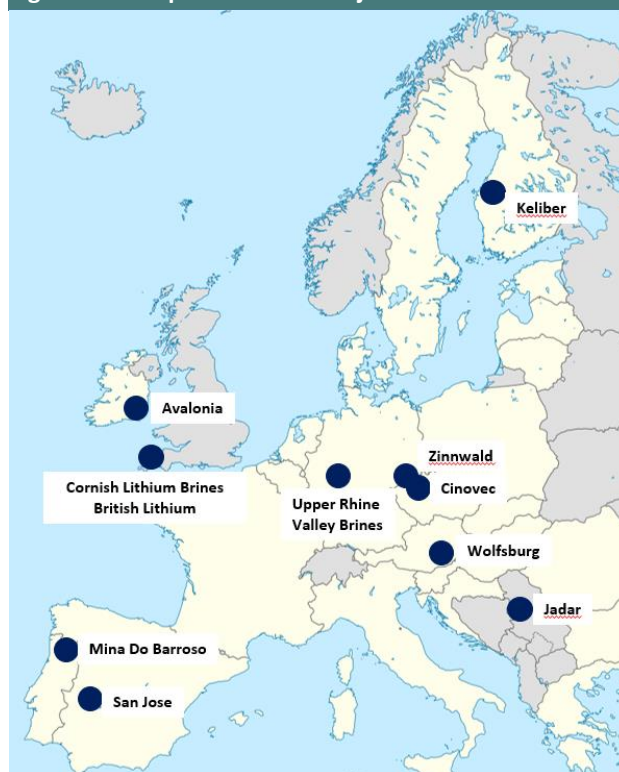 Keliber
Avalonia
Zinnwald
Cinovec
Cornish Lithium Brines
British Lithium
Upper Rhine
Valley Brines
Wolfsburg
Jadar
Mina Do Barroso
San Jose